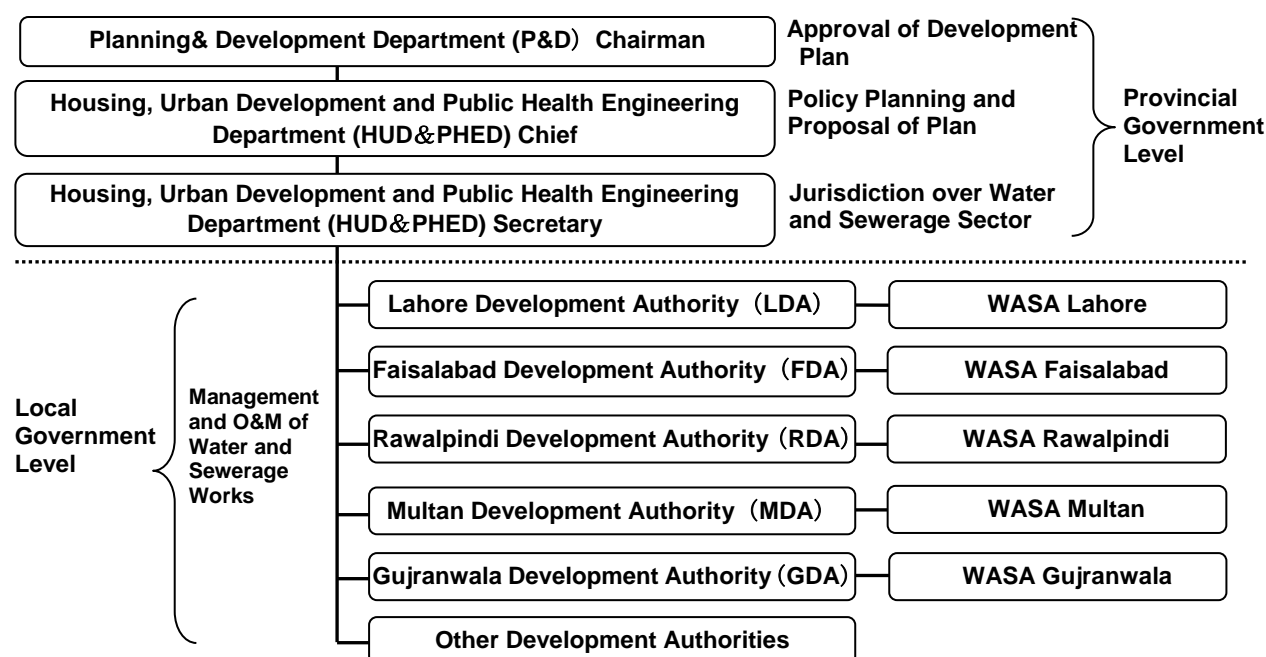 Planning& Development Department (P&D） Chairman
Approval of Development
Plan
Housing, Urban Development and Public Health Engineering
Department (HUD＆PHED) Chief
Policy Planning and
Proposal of Plan
Provincial
Government
Level
Housing, Urban Development and Public Health Engineering
Department (HUD＆PHED) Secretary
Jurisdiction over Water
and Sewerage Sector
Local
Government
Level
Management
and O&M of
Water and
Sewerage
Works
Lahore Development Authority（LDA）
WASA Lahore
Faisalabad Development Authority（FDA）
WASA Faisalabad
Rawalpindi Development Authority（RDA）
WASA Rawalpindi
Multan Development Authority（MDA）
WASA Multan
Gujranwala Development Authority（GDA）
WASA Gujranwala
Other Development Authorities